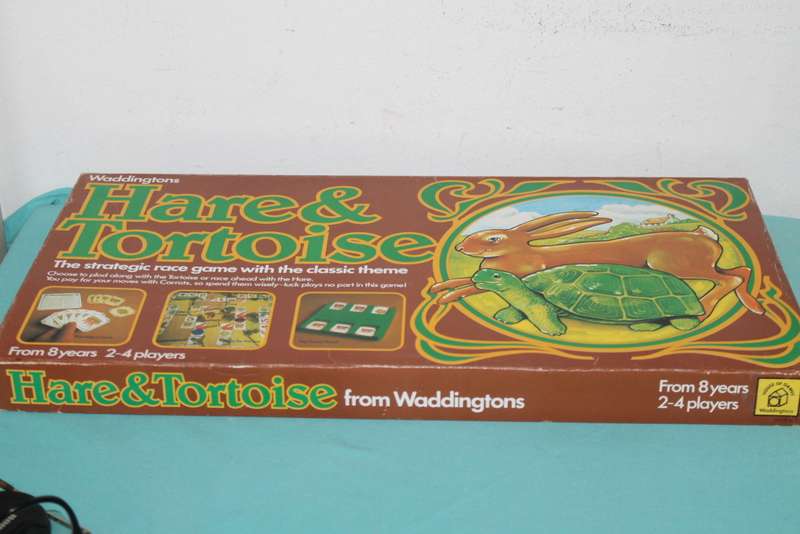 Waddingtons
Hare &
Tortoise
The strategic race game with the classic theme
Choose to plod along with the Tortoise or race ahead with the Hare.
You pay for your moves with Carrots, so spend them wisely-luck plays no part in this game!
From 8 years 2-4 players
Hare & Tortoise from Waddingtons
From 8 years
2-4 players
HOUSE OF GAMES
Waddingtons